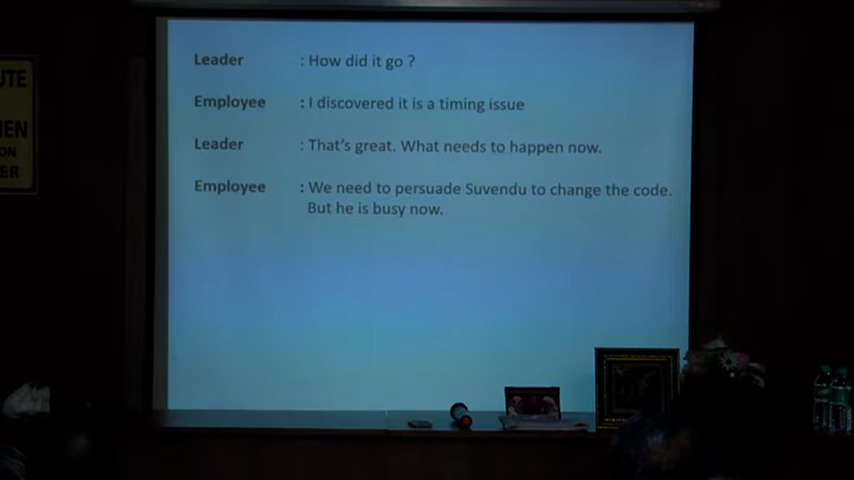 UTE
EN
ON
ER
Leader : How did it go ?
Employee : I discovered it is a timing issue
Leader : That's great. What needs to happen now.
Employee : We need to persuade Suvendu to change the code.
But he is busy now.